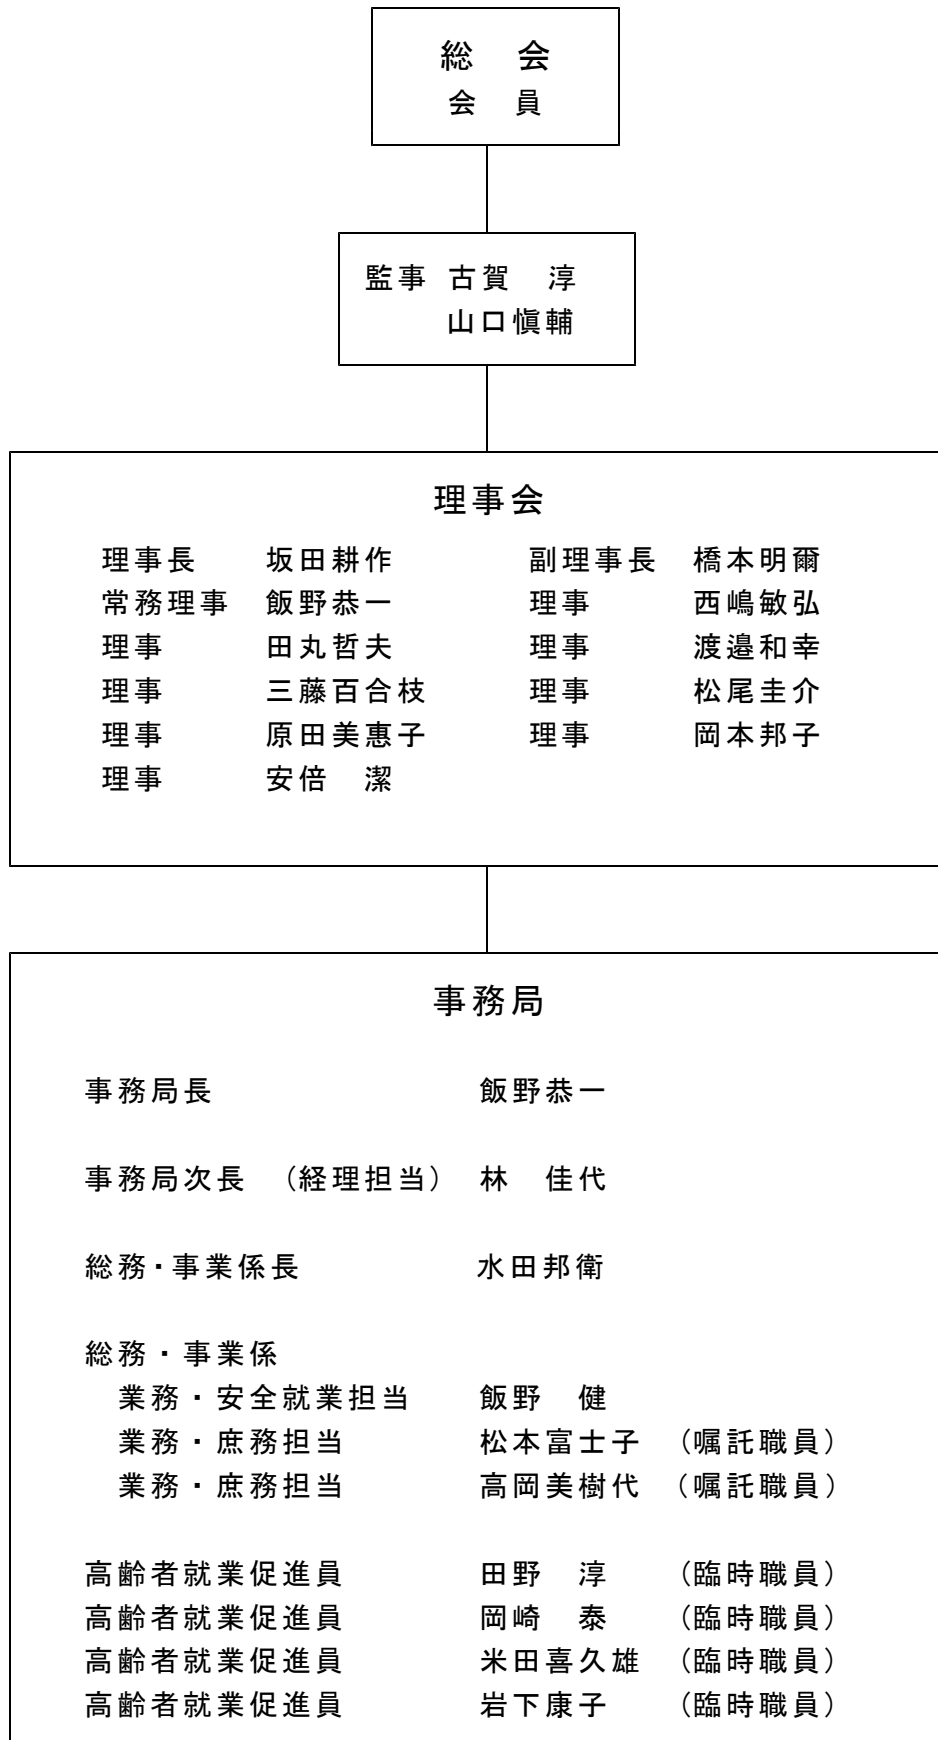 総　会
会　員
監事 古賀　淳
山口愼輔
理事会
理事長　坂田耕作　副理事長　橋本明爾
常務理事　飯野恭一　理事　西嶋敏弘
理事　田丸哲夫　理事　渡邉和幸
理事　三藤百合枝　理事　松尾圭介
理事　原田美惠子　理事　岡本邦子
理事　安倍　潔
事務局
事務局長　飯野恭一
事務局次長　（経理担当）　林　佳代
総務・事業係長　水田邦衛
総務・事業係
業務・安全就業担当　飯野　健
業務・庶務担当　松本富士子　（嘱託職員）
業務・庶務担当　高岡美樹代　（嘱託職員）
高齢者就業促進員　田野　淳　（臨時職員）
高齢者就業促進員　岡崎　泰　（臨時職員）
高齢者就業促進員　米田喜久雄　（臨時職員）
高齢者就業促進員　岩下康子　（臨時職員）